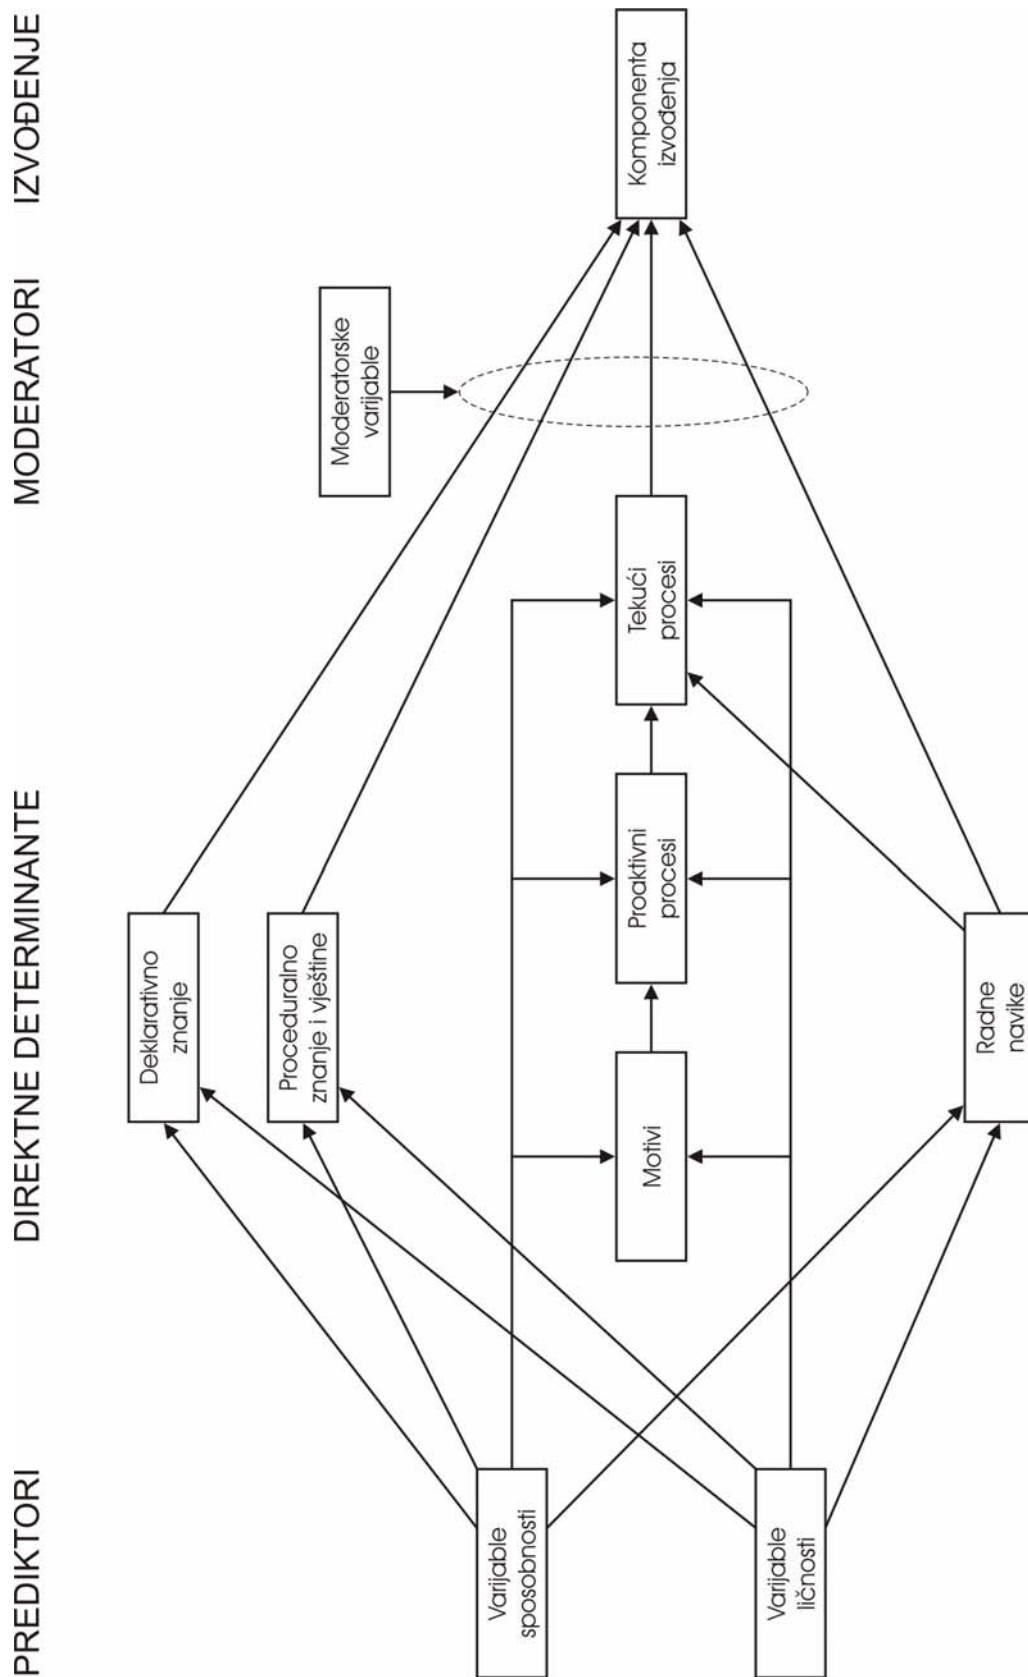 PREDIKTORI
DIREKTNE DETERMINANTE
MODERATORI
IZVOĐENJE
Varijable
sposobnosti
Varijable
ličnosti
Deklarativno
znanje
Proceduralno
znanje i vještine
Motivi
Proaktivni
procesi
Tekući
procesi
Radne
navike
Moderatorske
varijable
Komponenta
izvođenja